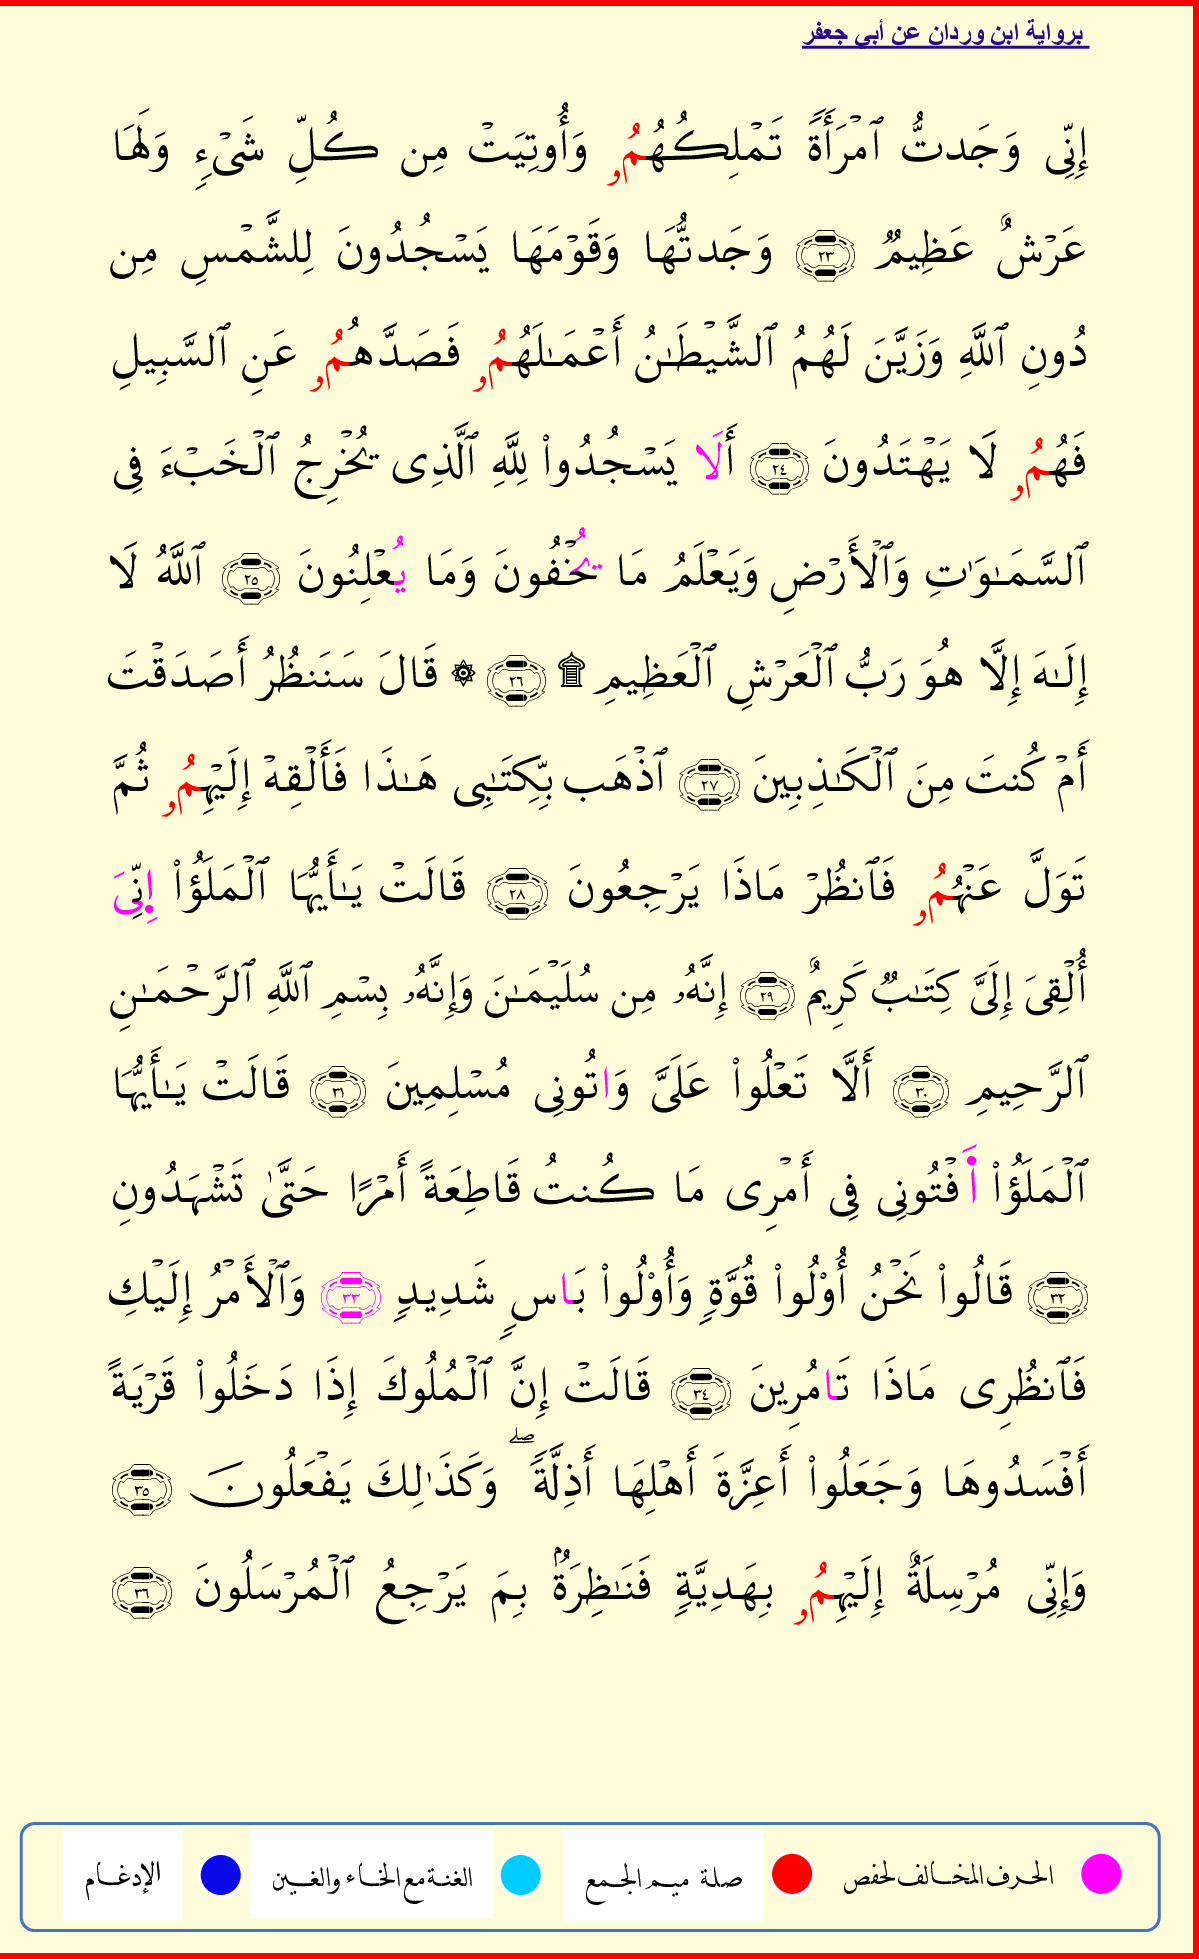 برواية ابن وردان عن أبي جعفر
إِنِّى وَجَدتُّ ٱمْرَأَةً تَمْلِكُهُمُۥ وَأُوتِيَتْ مِن كُلِّ شَىْءٍ وَلَهَا
عَرْشٌ عَظِيمٌ ٢٣ وَجَدتُّهَا وَقَوْمَهَا يَسْجُدُونَ لِلشَّمْسِ مِن
دُونِ ٱللَّهِ وَزَيَّنَ لَهُمُ ٱلشَّيْطَـٰنُ أَعْمَـٰلَهُمُۥ فَصَدَّهُمُۥ عَنِ ٱلسَّبِيلِ
فَهُمُۥ لَا يَهْتَدُونَ ٢٤ أَلَا يَسْجُدُوا۟ لِلَّهِ ٱلَّذِى يُخْرِجُ ٱلْخَبْءَ فِى
ٱلسَّمَـٰوَٰتِ وَٱلْأَرْضِ وَيَعْلَمُ مَا يُخْفُونَ وَمَا يُعْلِنُونَ ٢٥ ٱللَّهُ لَا
إِلَـٰهَ إِلَّا هُوَ رَبُّ ٱلْعَرْشِ ٱلْعَظِيمِ ۩ ٢٦ ۞ قَالَ سَنَنظُرُ أَصَدَقْتَ
أَمْ كُنتَ مِنَ ٱلْكَـٰذِبِينَ ٢٧ ٱذْهَب بِّكِتَـٰبِى هَـٰذَا فَأَلْقِهْ إِلَيْهِمُۥ ثُمَّ
تَوَلَّ عَنْهُمُۥ فَٱنظُرْ مَاذَا يَرْجِعُونَ ٢٨ قَالَتْ يَـٰأَيُّهَا ٱلْمَلَؤُا۟ إِنِّىَ
أُلْقِىَ إِلَىَّ كِتَـٰبٌ كَرِيمٌ ٢٩ إِنَّهُۥ مِن سُلَيْمَـٰنَ وَإِنَّهُۥ بِسْمِ ٱللَّهِ ٱلرَّحْمَـٰنِ
ٱلرَّحِيمِ ٣٠ أَلَّا تَعْلُوا۟ عَلَىَّ وَاتُونِى مُسْلِمِينَ ٣١ قَالَتْ يَـٰأَيُّهَا
ٱلْمَلَؤُا۟ اَ۬فْتُونِى فِى أَمْرِى مَا كُنتُ قَاطِعَةً أَمْرًا حَتَّىٰ تَشْهَدُونِ
٣٢ قَالُوا۟ نَحْنُ أُو۟لُوا۟ قُوَّةٍ وَأُو۟لُوا۟ بَاسٍ شَدِيدٍ ٣٣ وَٱلْأَمْرُ إِلَيْكِ
فَٱنظُرِى مَاذَا تَامُرِينَ ٣٤ قَالَتْ إِنَّ ٱلْمُلُوكَ إِذَا دَخَلُوا۟ قَرْيَةً
أَفْسَدُوهَا وَجَعَلُوا۟ أَعِزَّةَ أَهْلِهَا أَذِلَّةً ۖ وَكَذَٰلِكَ يَفْعَلُونَ ٣٥
وَإِنِّى مُرْسِلَةٌ إِلَيْهِمُۥ بِهَدِيَّةٍ فَنَـٰظِرَةٌۢ بِمَ يَرْجِعُ ٱلْمُرْسَلُونَ ٣٦
الحرف المخالف لحفص صلة ميم الجمع الغنة مع الخاء والغين الإدغام